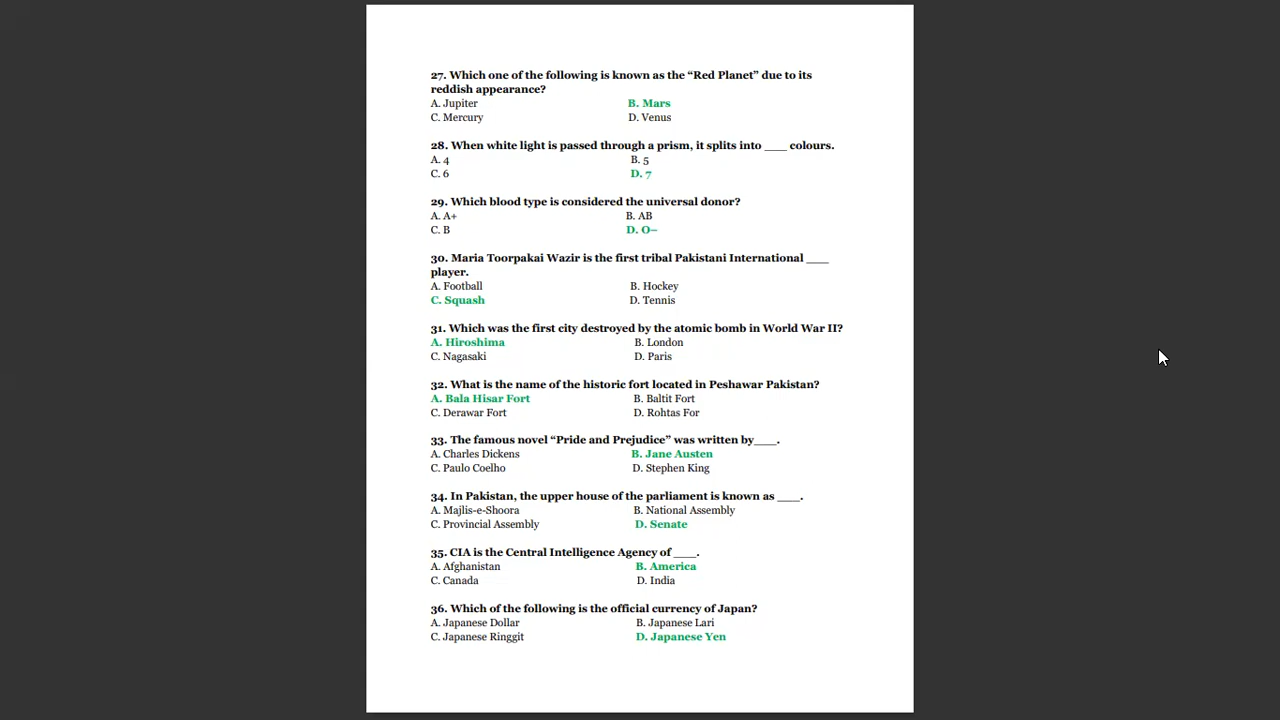 27. Which one of the following is known as the “Red Planet” due to its
reddish appearance?
A. Jupiter B. Mars
C. Mercury D. Venus
28. When white light is passed through a prism, it splits into ___ colours.
A. 4 B. 5
C. 6 D. 7
29. Which blood type is considered the universal donor?
A. A+ B. AB
C. B D. O–
30. Maria Toorpakai Wazir is the first tribal Pakistani International ___
player.
A. Football B. Hockey
C. Squash D. Tennis
31. Which was the first city destroyed by the atomic bomb in World War II?
A. Hiroshima B. London
C. Nagasaki D. Paris
32. What is the name of the historic fort located in Peshawar Pakistan?
A. Bala Hisar Fort B. Baltit Fort
C. Derawar Fort D. Rohtas For
33. The famous novel “Pride and Prejudice” was written by___.
A. Charles Dickens B. Jane Austen
C. Paulo Coelho D. Stephen King
34. In Pakistan, the upper house of the parliament is known as ___.
A. Majlis-e-Shoora B. National Assembly
C. Provincial Assembly D. Senate
35. CIA is the Central Intelligence Agency of ___.
A. Afghanistan B. America
C. Canada D. India
36. Which of the following is the official currency of Japan?
A. Japanese Dollar B. Japanese Lari
C. Japanese Ringgit D. Japanese Yen